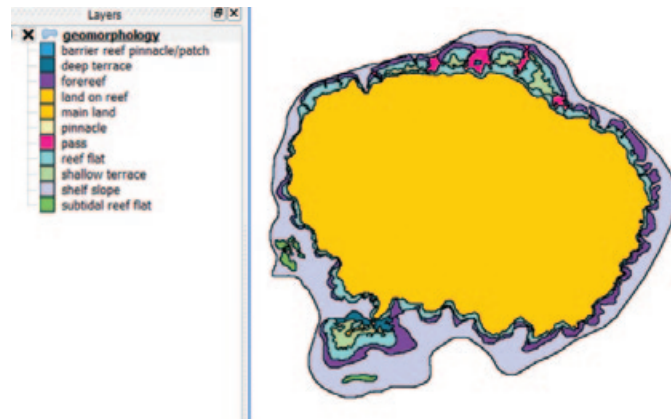 Layers
geomorphology
barrier reef pinnacle/patch
deep terrace
forereef
land on reef
main land
pinnacle
pass
reef flat
shallow terrace
shelf slope
subtidal reef flat